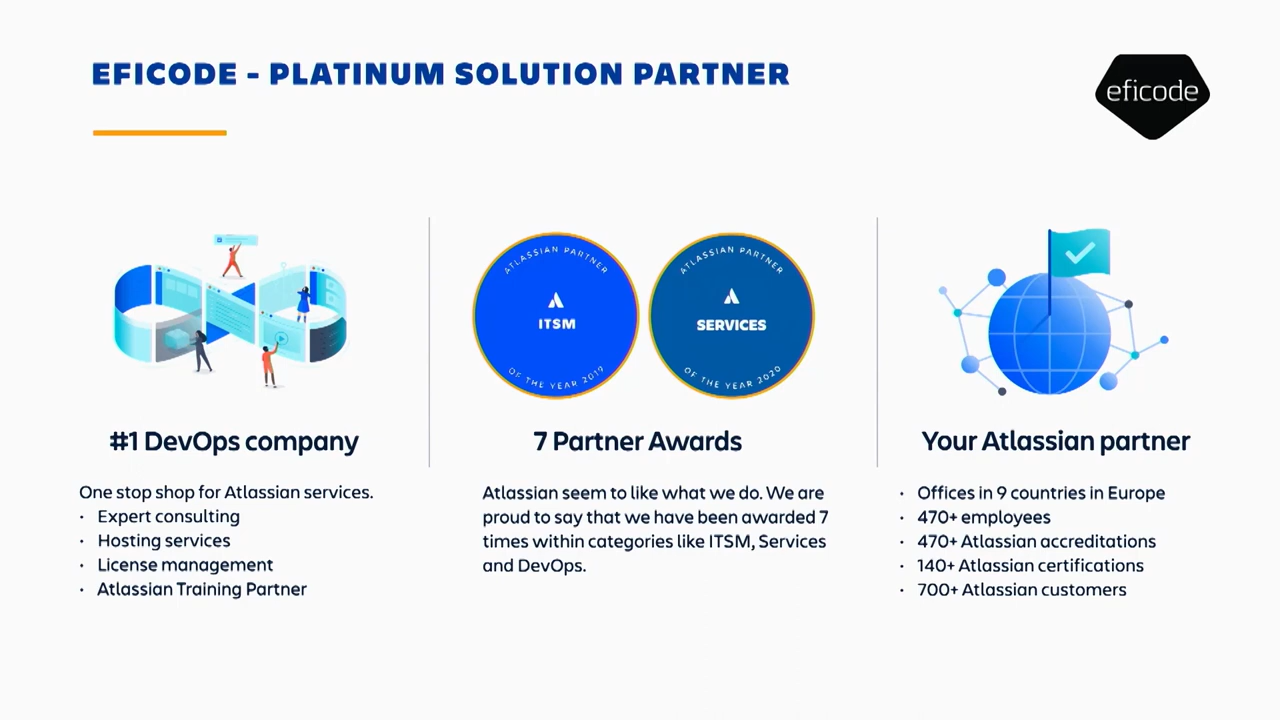 EFICODE - PLATINUM SOLUTION PARTNER
eficode
ATLASSIAN PARTNER
ITSM
OF THE YEAR 2019
ATLASSIAN PARTNER
SERVICES
OF THE YEAR 2020
#1 DevOps company
One stop shop for Atlassian services.
· Expert consulting
· Hosting services
· License management
· Atlassian Training Partner
7 Partner Awards
Atlassian seem to like what we do. We are
proud to say that we have been awarded 7
times within categories like ITSM, Services
and DevOps.
Your Atlassian partner
· Offices in 9 countries in Europe
· 470+ employees
· 470+ Atlassian accreditations
· 140+ Atlassian certifications
· 700+ Atlassian customers